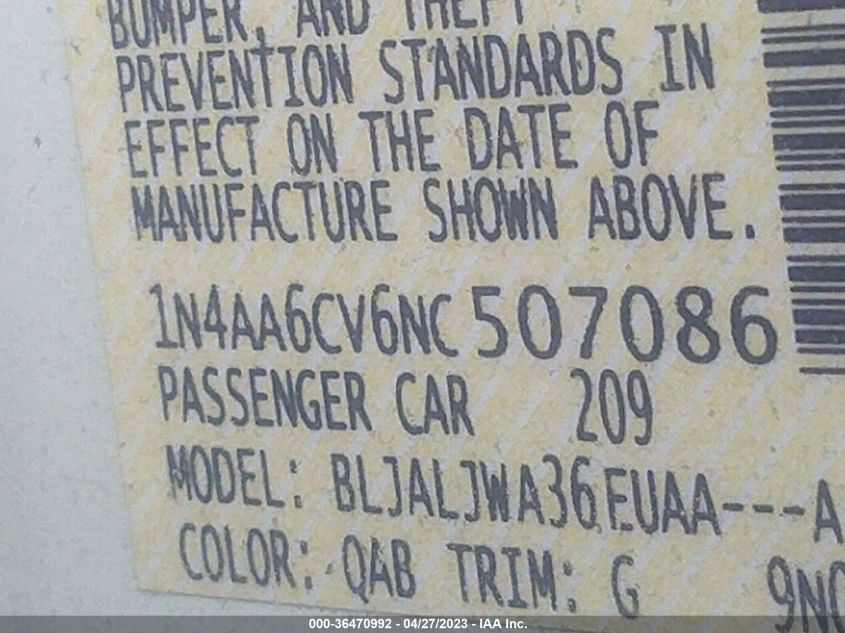 BUMPER, AND THEFT
PREVENTION STANDARDS IN
EFFECT ON THE DATE OF
MANUFACTURE SHOWN ABOVE.
1N4AA6CV6NC507086
PASSENGER CAR 209
MODEL: BLJALJWA36EUAA---A
COLOR: QAB TRIM: G
000-36470992 - 04/27/2023 - IAA Inc.